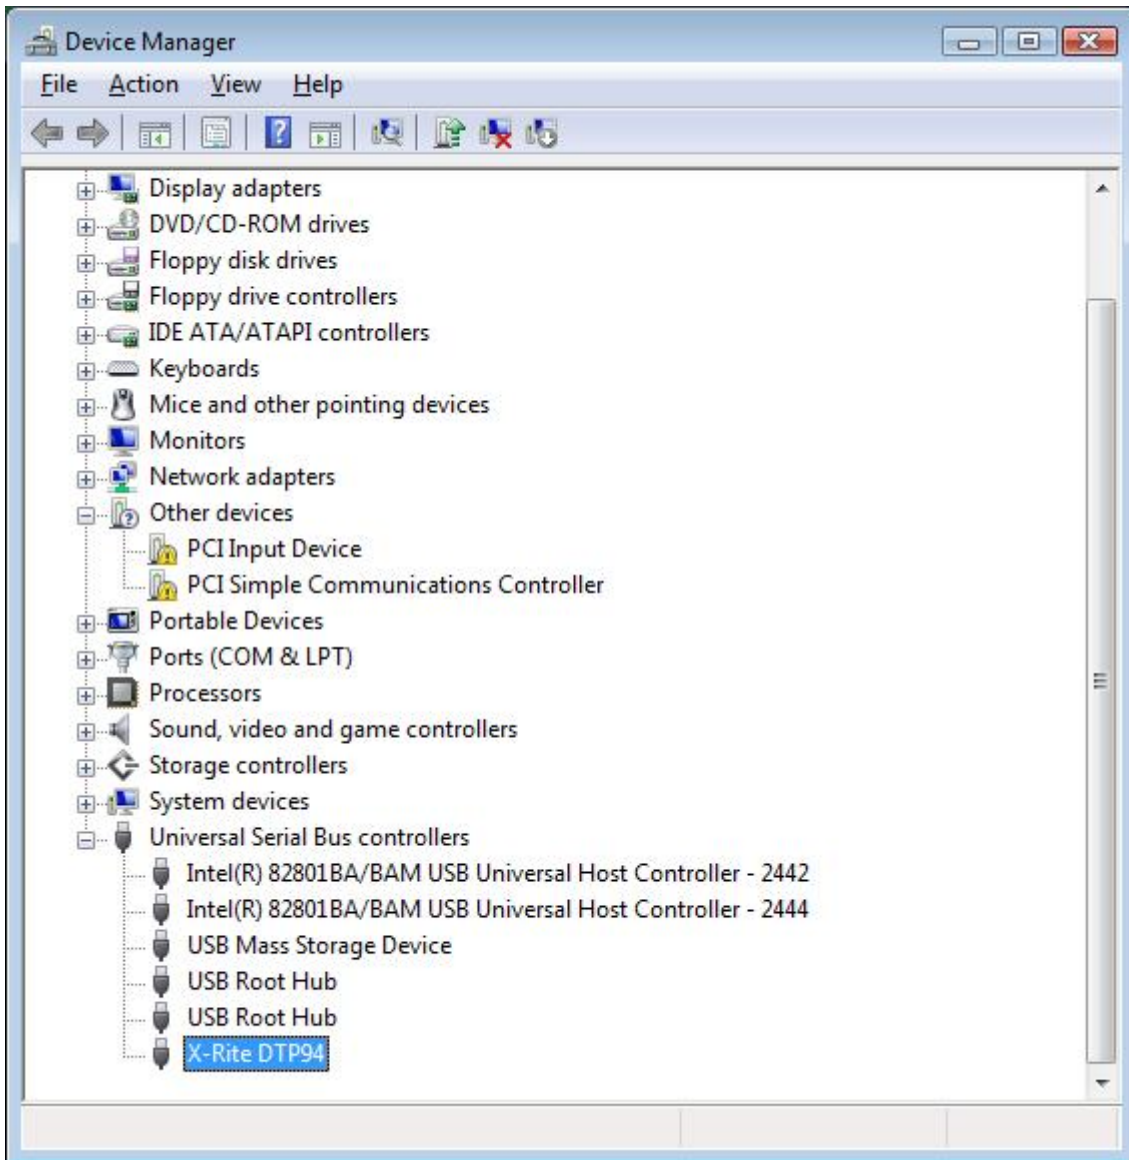 Device Manager
File Action View Help
Display adapters
DVD/CD-ROM drives
Floppy disk drives
Floppy drive controllers
IDE ATA/ATAPI controllers
Keyboards
Mice and other pointing devices
Monitors
Network adapters
Other devices
PCI Input Device
PCI Simple Communications Controller
Portable Devices
Ports (COM & LPT)
Processors
Sound, video and game controllers
Storage controllers
System devices
Universal Serial Bus controllers
Intel(R) 82801BA/BAM USB Universal Host Controller - 2442
Intel(R) 82801BA/BAM USB Universal Host Controller - 2444
USB Mass Storage Device
USB Root Hub
USB Root Hub
X-Rite DTP94